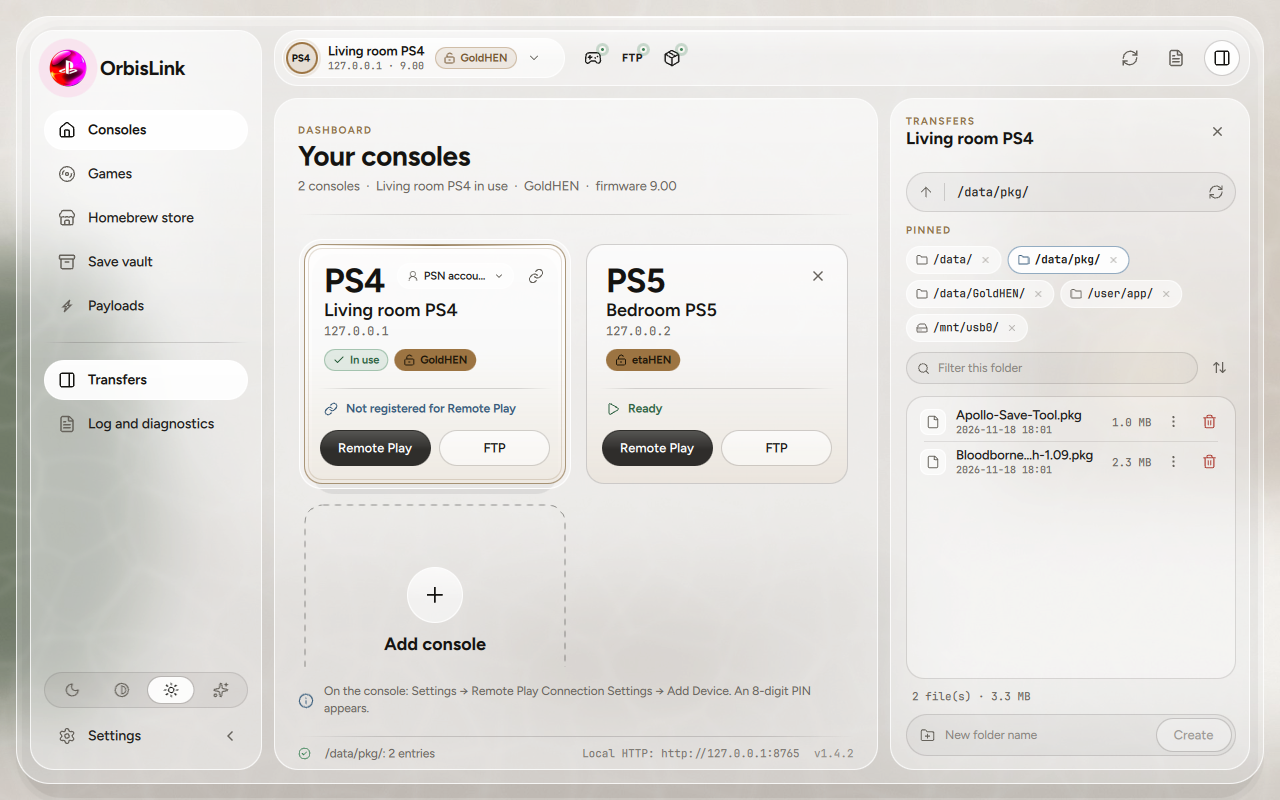 OrbisLink
Consoles
Games
Homebrew store
Save vault
Payloads
Transfers
Log and diagnostics
Settings
PS4
Living room PS4
127.0.0.1 · 9.00
GoldHEN
FTP
DASHBOARD
Your consoles
2 consoles · Living room PS4 in use · GoldHEN · firmware 9.00
PS4
PSN accou...
Living room PS4
127.0.0.1
In use
GoldHEN
Not registered for Remote Play
Remote Play
FTP
PS5
Bedroom PS5
127.0.0.2
etaHEN
Ready
Remote Play
FTP
Add console
On the console: Settings → Remote Play Connection Settings → Add Device. An 8-digit PIN
appears.
/data/pkg/: 2 entries
Local HTTP: http://127.0.0.1:8765 v1.4.2
TRANSFERS
Living room PS4
/data/pkg/
PINNED
/data/
/data/pkg/
/data/GoldHEN/
/user/app/
/mnt/usb0/
Filter this folder
Apollo-Save-Tool.pkg
2026-11-18 18:01
1.0 MB
Bloodborne...h-1.09.pkg
2026-11-18 18:01
2.3 MB
2 file(s) · 3.3 MB
New folder name
Create